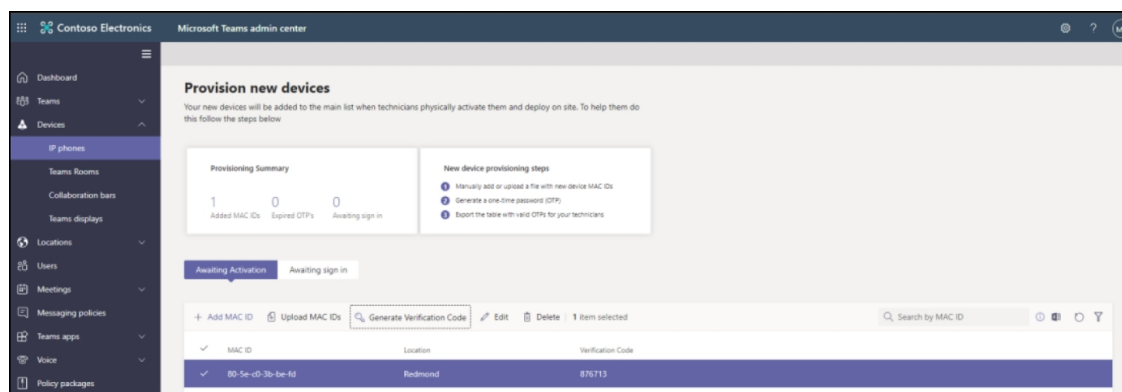 Contoso Electronics
Microsoft Teams admin center
?
M
Dashboard
Teams
Devices
IP phones
Teams Rooms
Collaboration bars
Teams displays
Locations
Users
Meetings
Messaging policies
Teams apps
Voice
Policy packages
Provision new devices
Your new devices will be added to the main list when technicians physically activate them and deploy on site. To help them do
this follow the steps below
Provisioning Summary
1
Added MAC IDs
0
Expired OTPs
0
Awaiting sign in
New device provisioning steps
1 Manually add or upload a file with new device MAC IDs
2 Generate a one-time password (OTP)
3 Export the table with valid OTPs for your technicians
Awaiting Activation
Awaiting sign in
+ Add MAC ID
Upload MAC IDs
Generate Verification Code
Edit
Delete
1 item selected
Search by MAC ID
MAC ID
Location
Verification Code
80-5e-c0-3b-be-fd
Redmond
876713